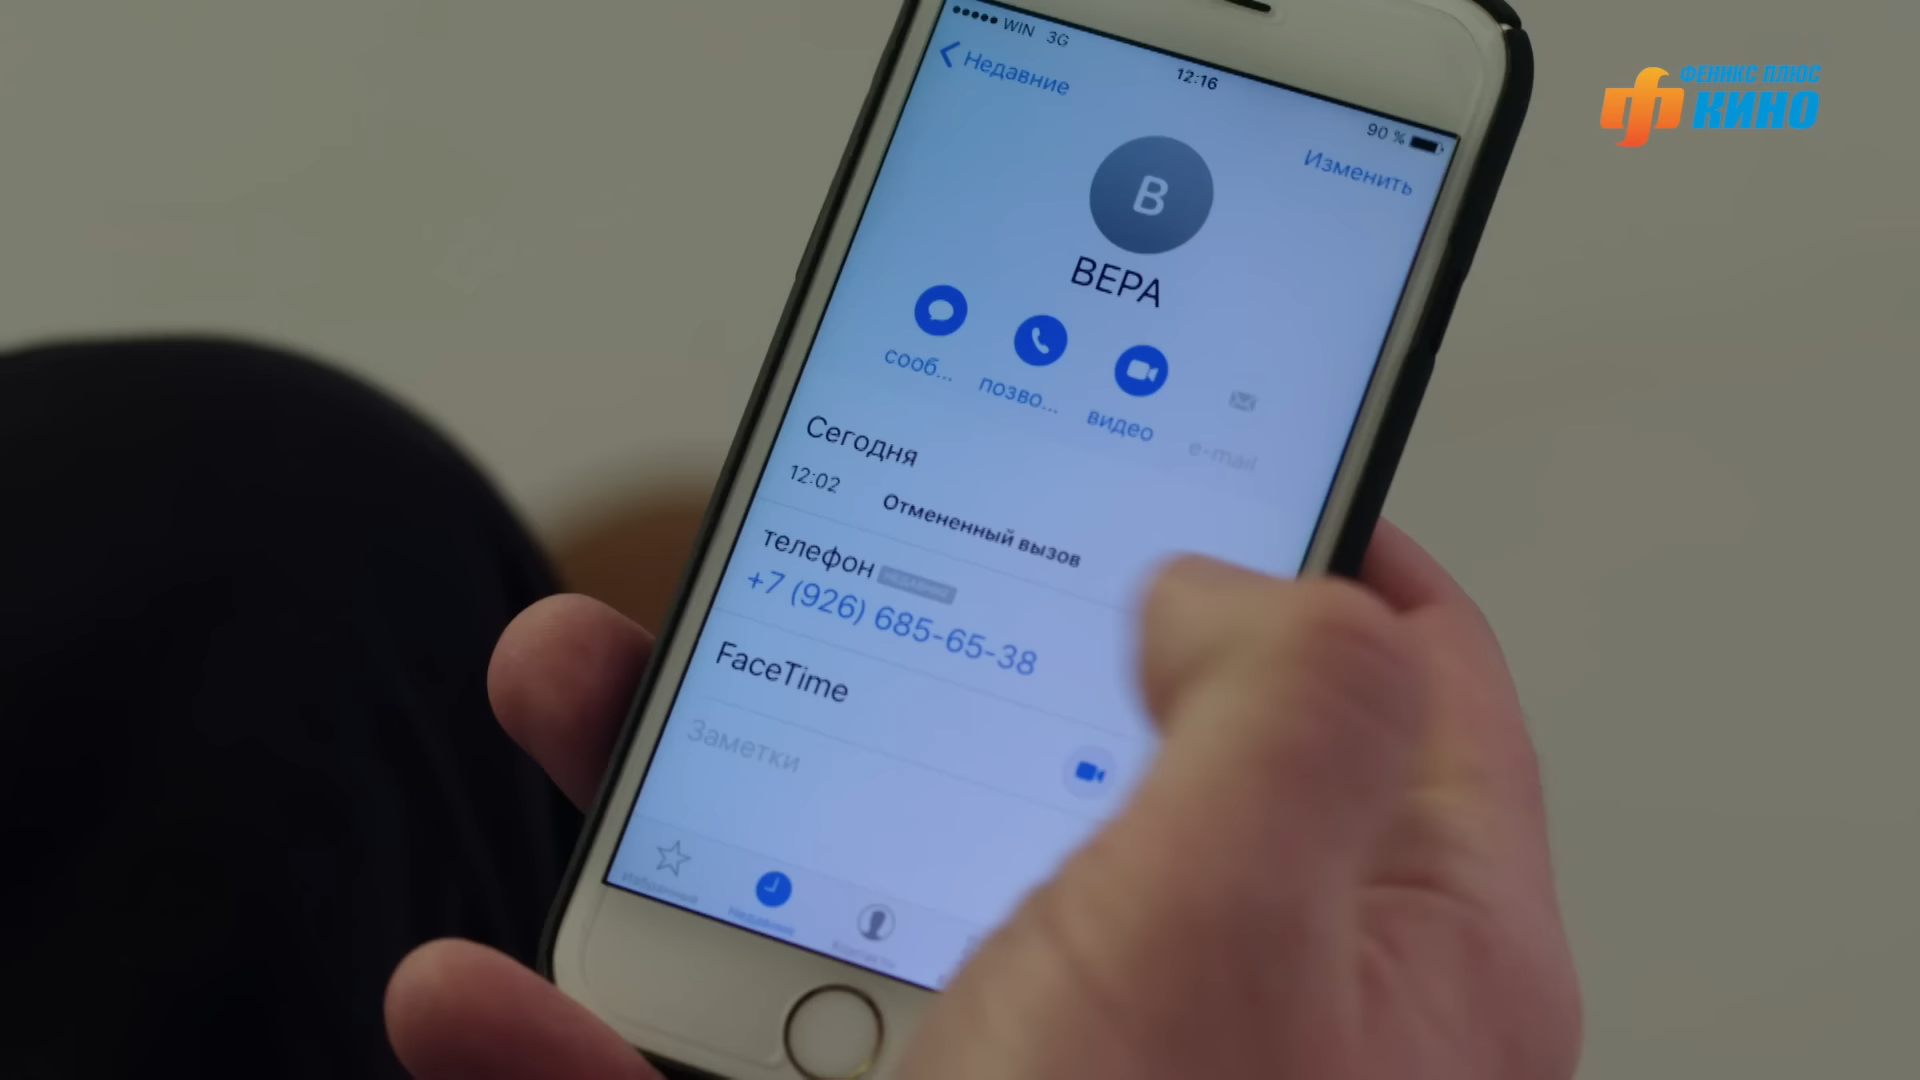 WIN 3G
12:16
90 %
Недавние
Изменить
ФЕНИКС ПЛЮС
КИНО
В
ВЕРА
сооб...
позво...
видео
e-mail
Сегодня
12:02 Отмененный вызов
телефон
+7 (926) 685-65-38
FaceTime
Заметки
Избранные
Недавние
Контакты